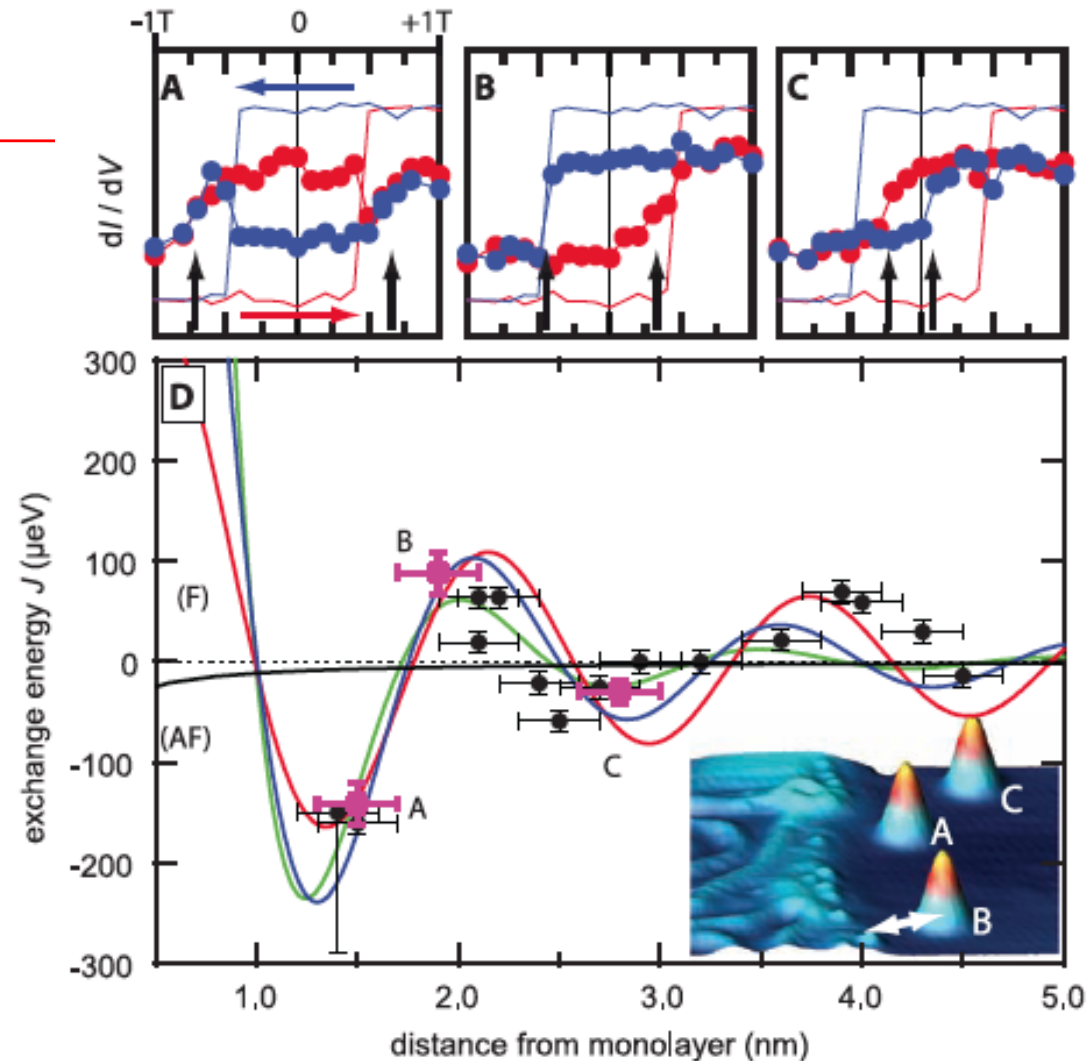 -1T 0 +1T
A B C
dI / dV
D
300
200
100
0
-100
-200
-300
exchange energy J (µeV)
(F)
(AF)
B
A
C
C
A
B
1,0 2,0 3,0 4,0 5,0
distance from monolayer (nm)